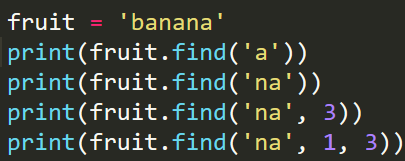 fruit = 'banana'
print(fruit.find('a'))
print(fruit.find('na'))
print(fruit.find('na', 3))
print(fruit.find('na', 1, 3))